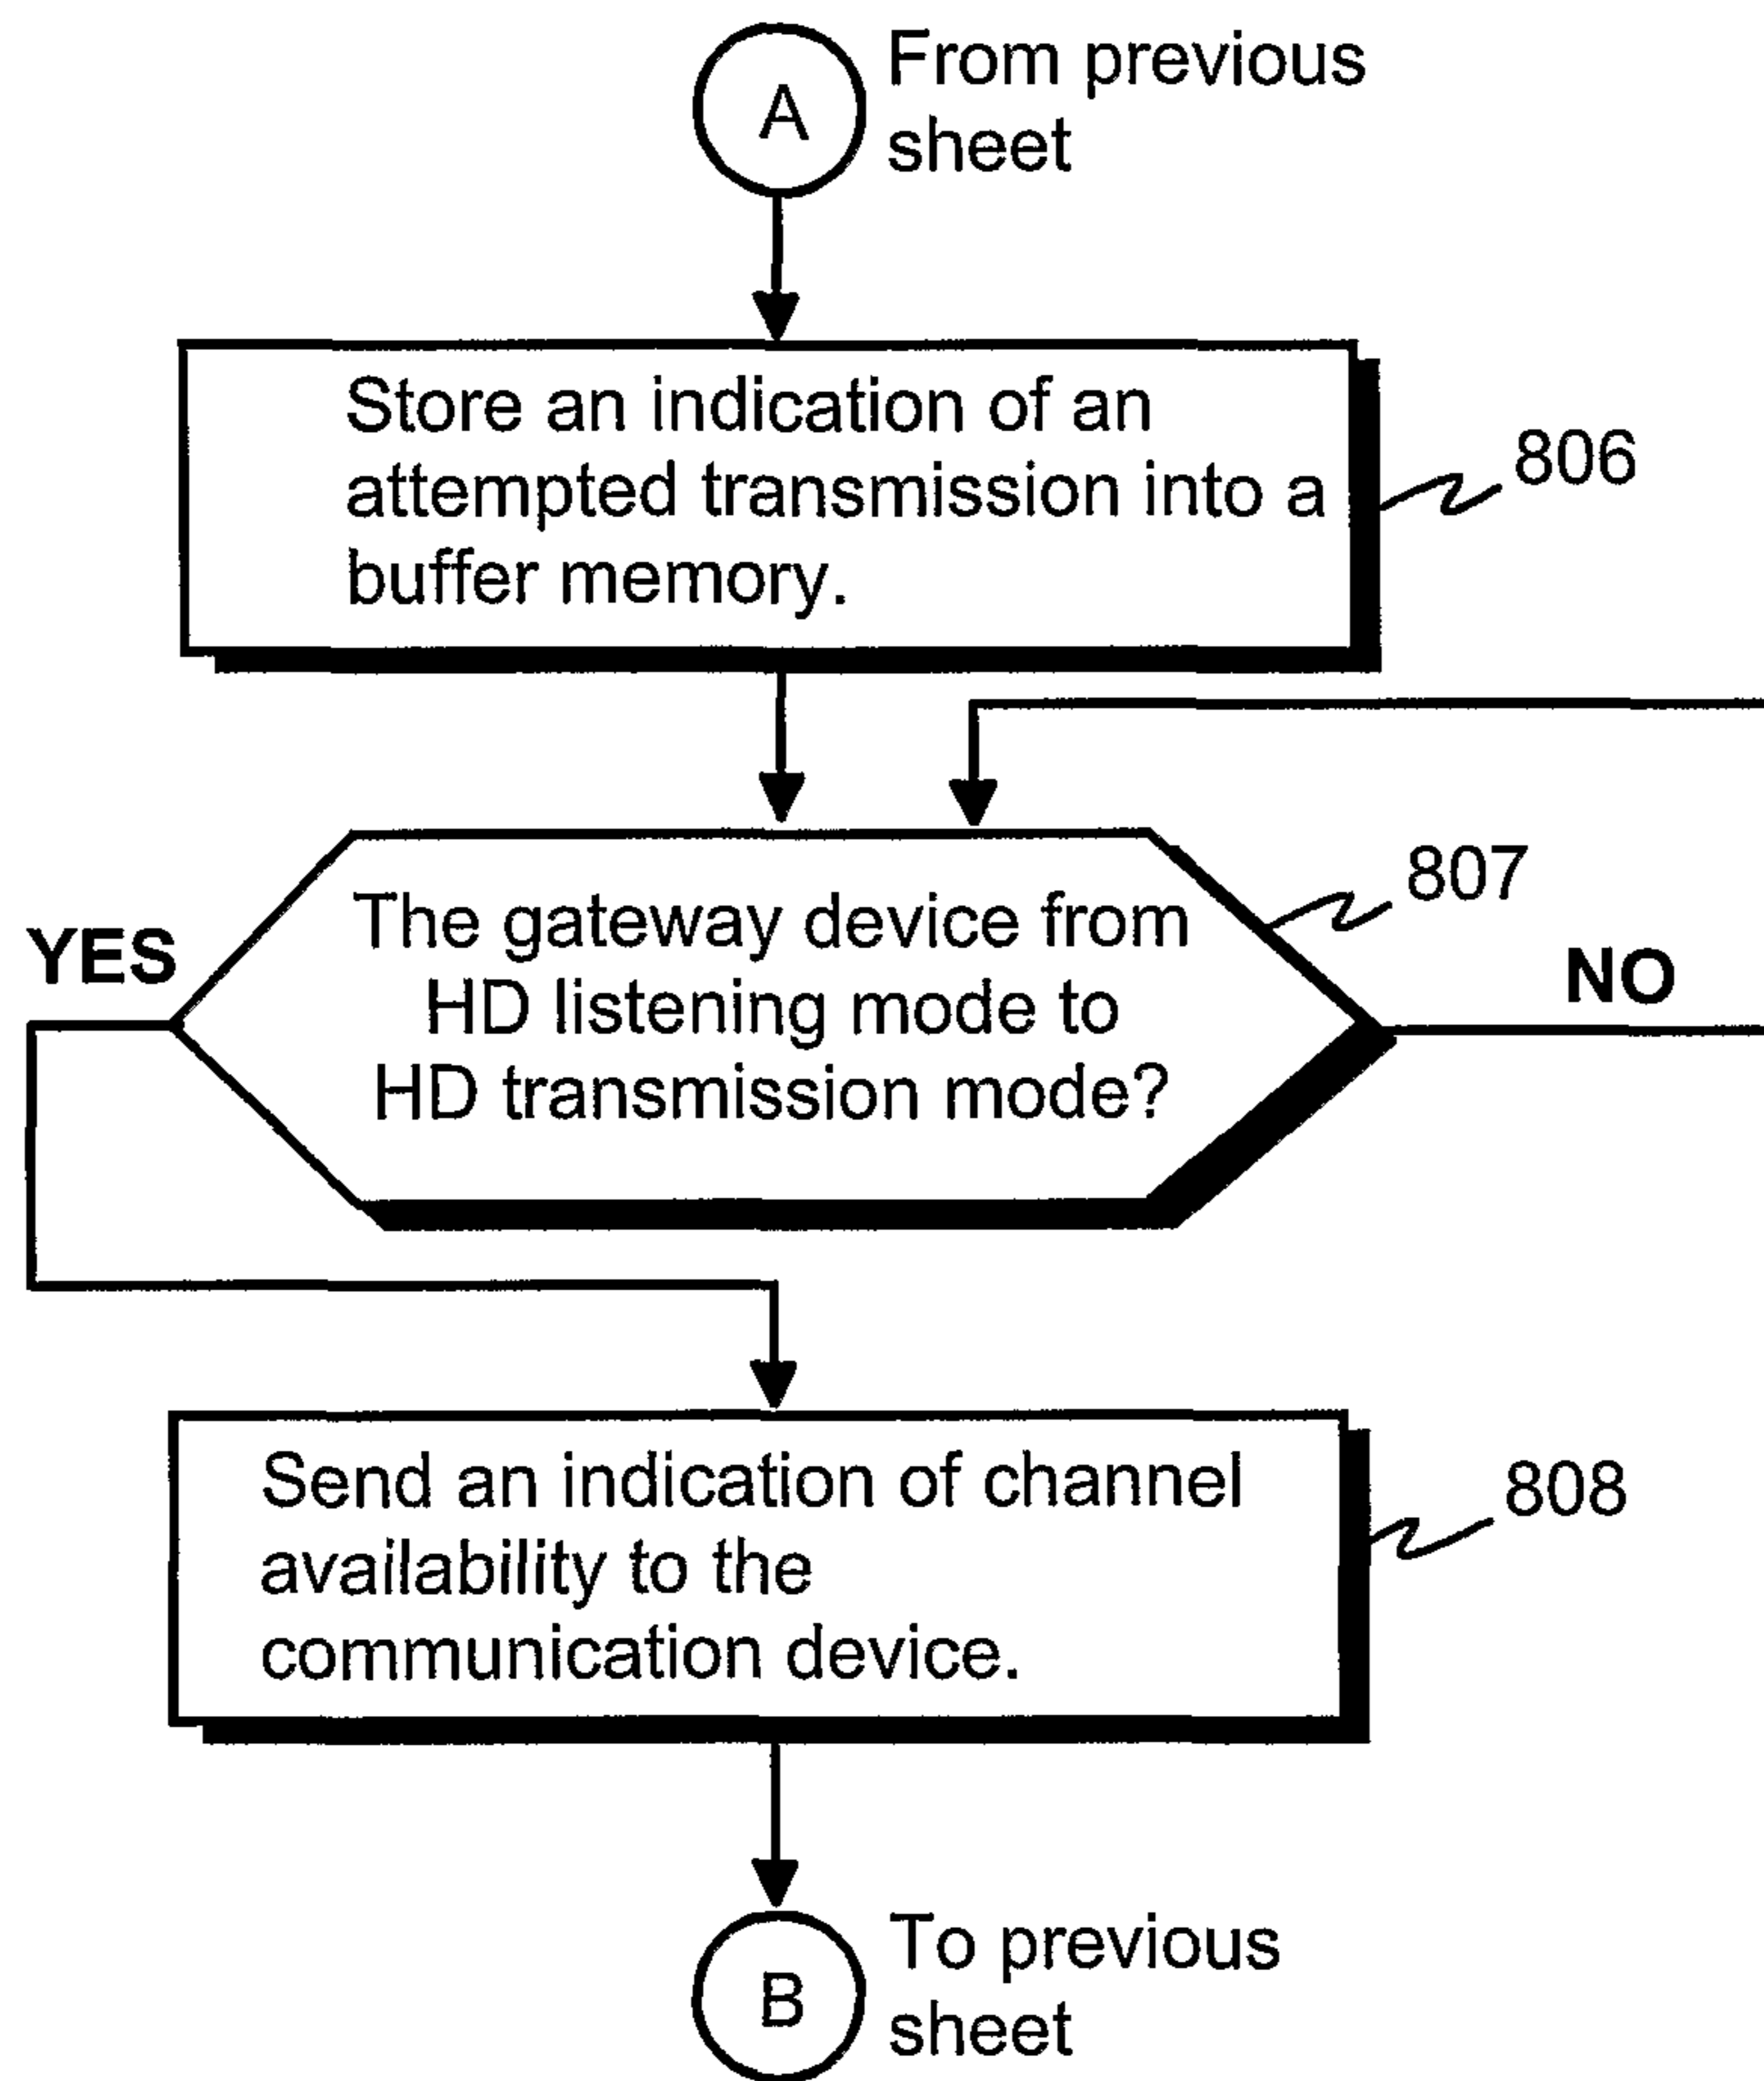 A
From previous
sheet
Store an indication of an
attempted transmission into a
buffer memory.
806
The gateway device from
HD listening mode to
HD transmission mode?
807
YES
NO
Send an indication of channel
availability to the
communication device.
808
B
To previous
sheet